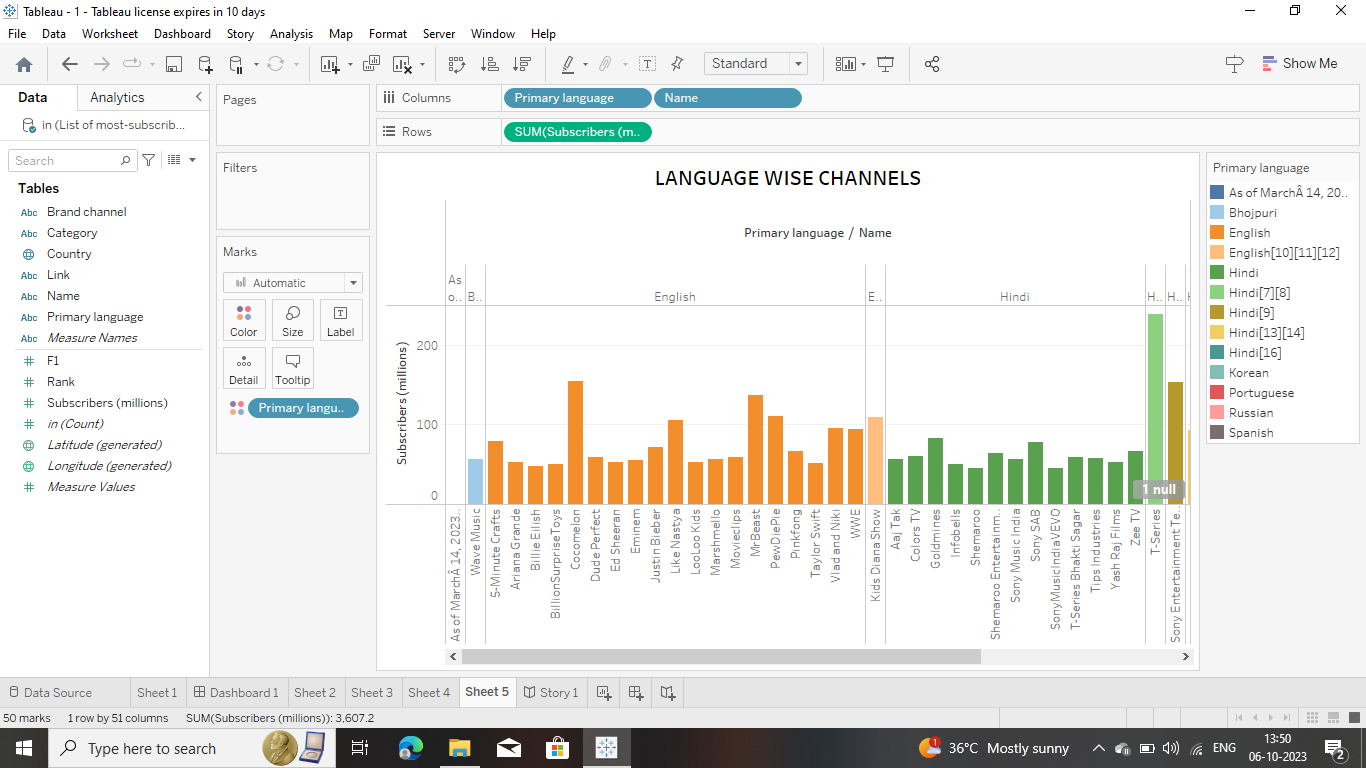 Tableau - 1 - Tableau license expires in 10 days
File Data Worksheet Dashboard Story Analysis Map Format Server Window Help
Standard
Show Me
Data Analytics
in (List of most-subscrib...
Search
Tables
Abc Brand channel
Abc Category
Country
Abc Link
Abc Name
Abc Primary language
Abc Measure Names
F1
Rank
Subscribers (millions)
in (Count)
Latitude (generated)
Longitude (generated)
Measure Values
Pages
Filters
Marks
Automatic
Color Size Label
Detail Tooltip
Primary langu..
Columns Primary language Name
Rows SUM(Subscribers (m..
LANGUAGE WISE CHANNELS
Primary language / Name
As o.. B.. English E.. Hindi H.. H..
Subscribers (millions)
200
100
0
1 null
As of MarchÂ 14, 2023..
Wave Music
5-Minute Crafts
Ariana Grande
Billie Eilish
BillionSurpriseToys
Cocomelon
Dude Perfect
Ed Sheeran
Eminem
Justin Bieber
Like Nastya
LooLoo Kids
Marshmello
Movieclips
MrBeast
PewDiePie
Pinkfong
Taylor Swift
Vlad and Niki
WWE
Kids Diana Show
Aaj Tak
Colors TV
Goldmines
Infobells
Shemaroo
Shemaroo Entertainm..
Sony Music India
Sony SAB
SonyMusicIndiaVEVO
T-Series Bhakti Sagar
Tips Industries
Yash Raj Films
Zee TV
T-Series
Sony Entertainment Te..
Primary language
As of MarchÂ 14, 20..
Bhojpuri
English
English[10][11][12]
Hindi
Hindi[7][8]
Hindi[9]
Hindi[13][14]
Hindi[16]
Korean
Portuguese
Russian
Spanish
Data Source Sheet 1 Dashboard 1 Sheet 2 Sheet 3 Sheet 4 Sheet 5 Story 1
50 marks 1 row by 51 columns SUM(Subscribers (millions)): 3,607.2
Type here to search
1 36°C Mostly sunny ENG 13:50
06-10-2023 2